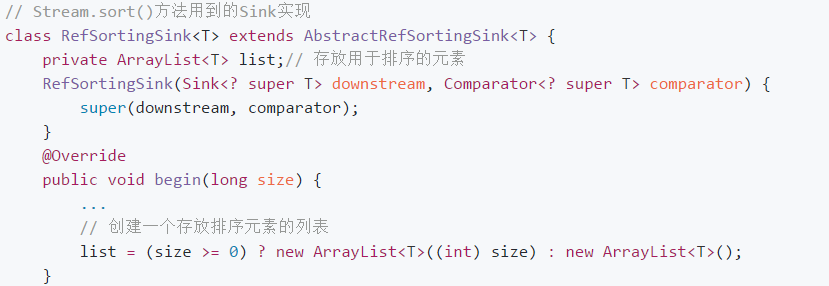 // Stream.sort()方法用到的Sink实现
class RefSortingSink<T> extends AbstractRefSortingSink<T> {
    private ArrayList<T> list;// 存放用于排序的元素
    RefSortingSink(Sink<? super T> downstream, Comparator<? super T> comparator) {
        super(downstream, comparator);
    }
    @Override
    public void begin(long size) {
        ...
        // 创建一个存放排序元素的列表
        list = (size >= 0) ? new ArrayList<T>((int) size) : new ArrayList<T>();
    }